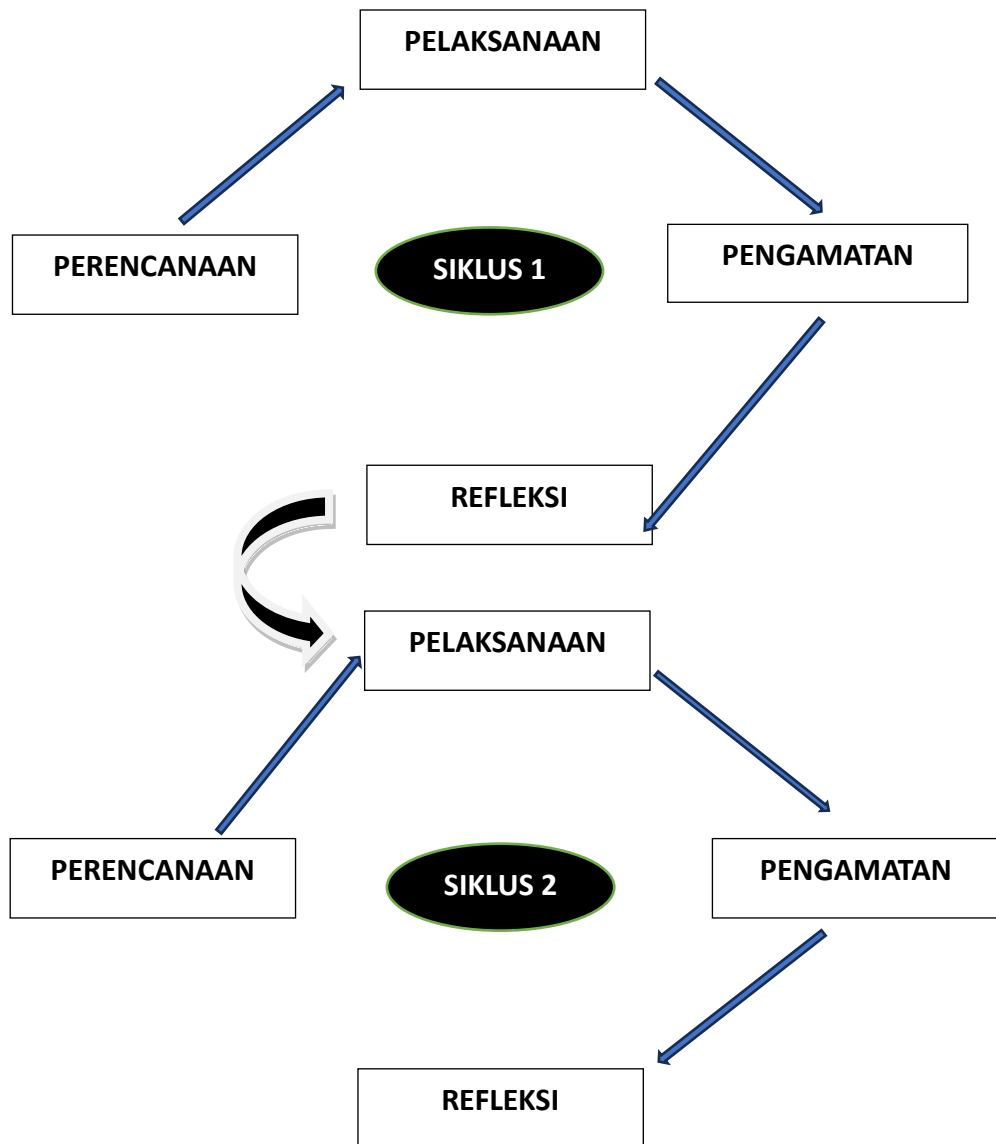 PELAKSANAAN
PERENCANAAN
SIKLUS 1
PENGAMATAN
REFLEKSI
PELAKSANAAN
PERENCANAAN
SIKLUS 2
PENGAMATAN
REFLEKSI